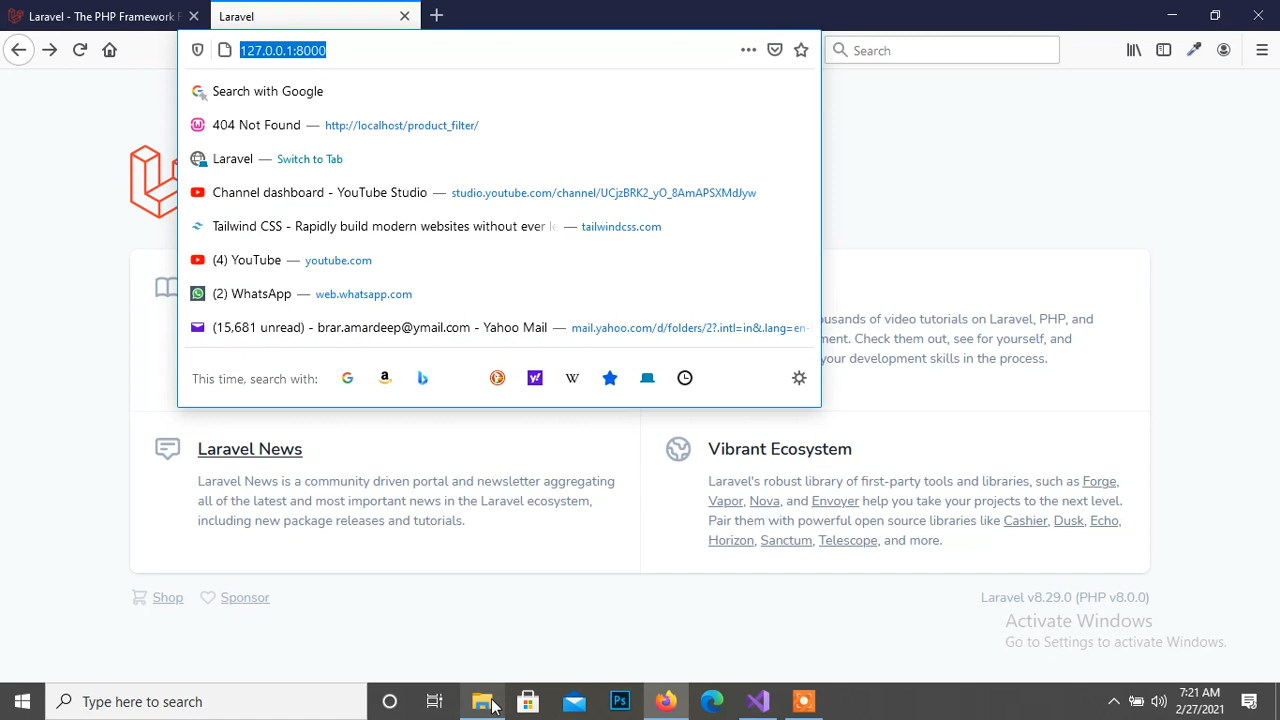 Laravel - The PHP Framework F
Laravel
127.0.0.1:8000
Search
Search with Google
404 Not Found — http://localhost/product_filter/
Laravel — Switch to Tab
Channel dashboard - YouTube Studio — studio.youtube.com/channel/UCjzBRK2_yO_8AmAPSXMdJyw
Tailwind CSS - Rapidly build modern websites without ever le — tailwindcss.com
(4) YouTube — youtube.com
(2) WhatsApp — web.whatsapp.com
(15,681 unread) - brar.amardeep@ymail.com - Yahoo Mail — mail.yahoo.com/d/folders/2?.intl=in&.lang=en-
This time, search with:
usands of video tutorials on Laravel, PHP, and
ment. Check them out, see for yourself, and
your development skills in the process.
Laravel News
Laravel News is a community driven portal and newsletter aggregating
all of the latest and most important news in the Laravel ecosystem,
including new package releases and tutorials.
Vibrant Ecosystem
Laravel's robust library of first-party tools and libraries, such as Forge,
Vapor, Nova, and Envoyer help you take your projects to the next level.
Pair them with powerful open source libraries like Cashier, Dusk, Echo,
Horizon, Sanctum, Telescope, and more.
Shop
Sponsor
Laravel v8.29.0 (PHP v8.0.0)
Activate Windows
Go to Settings to activate Windows.
Type here to search
Ps
7:21 AM
2/27/2021